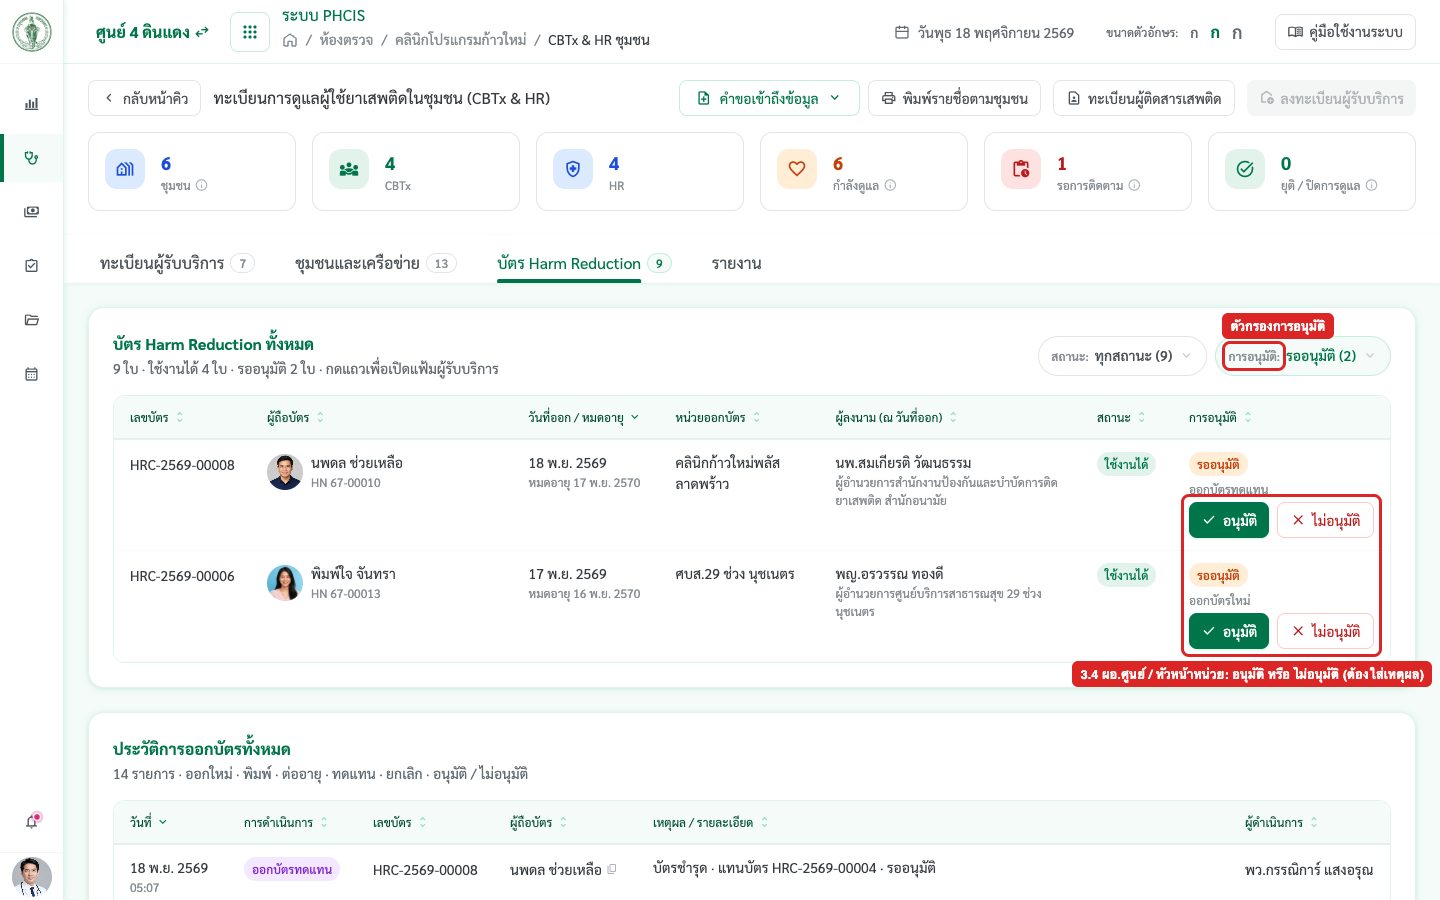 ศูนย์ 4 ดินแดง
ระบบ PHCIS
/ ห้องตรวจ / คลินิกโปรแกรมก้าวใหม่ / CBTx & HR ชุมชน
วันพุธ 18 พฤศจิกายน 2569
ขนาดตัวอักษร: ก ก ก
คู่มือใช้งานระบบ
กลับหน้าคิว
ทะเบียนการดูแลผู้ใช้ยาเสพติดในชุมชน (CBTx & HR)
คำขอเข้าถึงข้อมูล
พิมพ์รายชื่อตามชุมชน
ทะเบียนผู้ติดสารเสพติด
ลงทะเบียนผู้รับบริการ
6
ชุมชน
4
CBTx
4
HR
6
กำลังดูแล
1
รอการติดตาม
0
ยุติ / ปิดการดูแล
ทะเบียนผู้รับบริการ 7
ชุมชนและเครือข่าย 13
บัตร Harm Reduction 9
รายงาน
ตัวกรองการอนุมัติ
บัตร Harm Reduction ทั้งหมด
9 ใบ · ใช้งานได้ 4 ใบ · รออนุมัติ 2 ใบ · กดแถวเพื่อเปิดแฟ้มผู้รับบริการ
สถานะ: ทุกสถานะ (9)
การอนุมัติ: รออนุมัติ (2)
เลขบัตร ผู้ถือบัตร วันที่ออก / หมดอายุ หน่วยออกบัตร ผู้ลงนาม (ณ วันที่ออก) สถานะ การอนุมัติ
HRC-2569-00008
นพดล ช่วยเหลือ
HN 67-00010
18 พ.ย. 2569
หมดอายุ 17 พ.ย. 2570
คลินิกก้าวใหม่พลัส
ลาดพร้าว
นพ.สมเกียรติ วัฒนธรรม
ผู้อำนวยการสำนักงานป้องกันและบำบัดการติด
ยาเสพติด สำนักอนามัย
ใช้งานได้
รออนุมัติ
ออกบัตรทดแทน
อนุมัติ
ไม่อนุมัติ
HRC-2569-00006
พิมพ์ใจ จันทรา
HN 67-00013
17 พ.ย. 2569
หมดอายุ 16 พ.ย. 2570
ศบส.29 ช่วง นุชเนตร
พญ.อรวรรณ ทองดี
ผู้อำนวยการศูนย์บริการสาธารณสุข 29 ช่วง
นุชเนตร
ใช้งานได้
รออนุมัติ
ออกบัตรใหม่
อนุมัติ
ไม่อนุมัติ
3.4 ผอ.ศูนย์ / หัวหน้าหน่วย: อนุมัติ หรือ ไม่อนุมัติ (ต้องใส่เหตุผล)
ประวัติการออกบัตรทั้งหมด
14 รายการ · ออกใหม่ · พิมพ์ · ต่ออายุ · ทดแทน · ยกเลิก · อนุมัติ / ไม่อนุมัติ
วันที่ การดำเนินการ เลขบัตร ผู้ถือบัตร เหตุผล / รายละเอียด ผู้ดำเนินการ
18 พ.ย. 2569
05:07
ออกบัตรทดแทน
HRC-2569-00008
นพดล ช่วยเหลือ
บัตรชำรุด · แทนบัตร HRC-2569-00004 · รออนุมัติ
พว.กรรณิการ์ แสงอรุณ